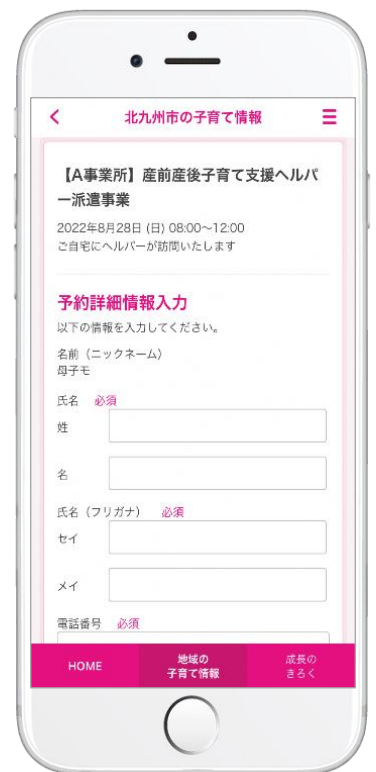 北九州市の子育て情報
【A事業所】産前産後子育て支援ヘルパ
ー派遣事業
2022年8月28日 (日) 08:00〜12:00
ご自宅にヘルパーが訪問いたします
予約詳細情報入力
以下の情報を入力してください。
名前（ニックネーム）
母子モ
氏名 必須
姓
名
氏名（フリガナ） 必須
セイ
メイ
電話番号 必須
HOME
地域の
子育て情報
成長の
きろく